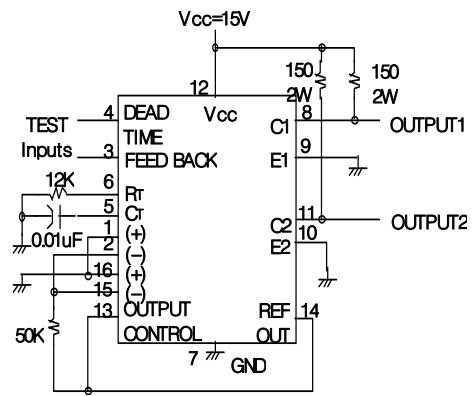 Vcc=15V
150
2W
150
2W
12
Vcc
4
DEAD
TIME
TEST
Inputs
3
FEED BACK
8
C1
OUTPUT1
9
E1
12K
6
RT
5
CT
0.01uF
1
(+)
2
(-)
16
(+)
15
(-)
11
C2
OUTPUT2
10
E2
13
OUTPUT
CONTROL
50K
REF
OUT
14
7
GND